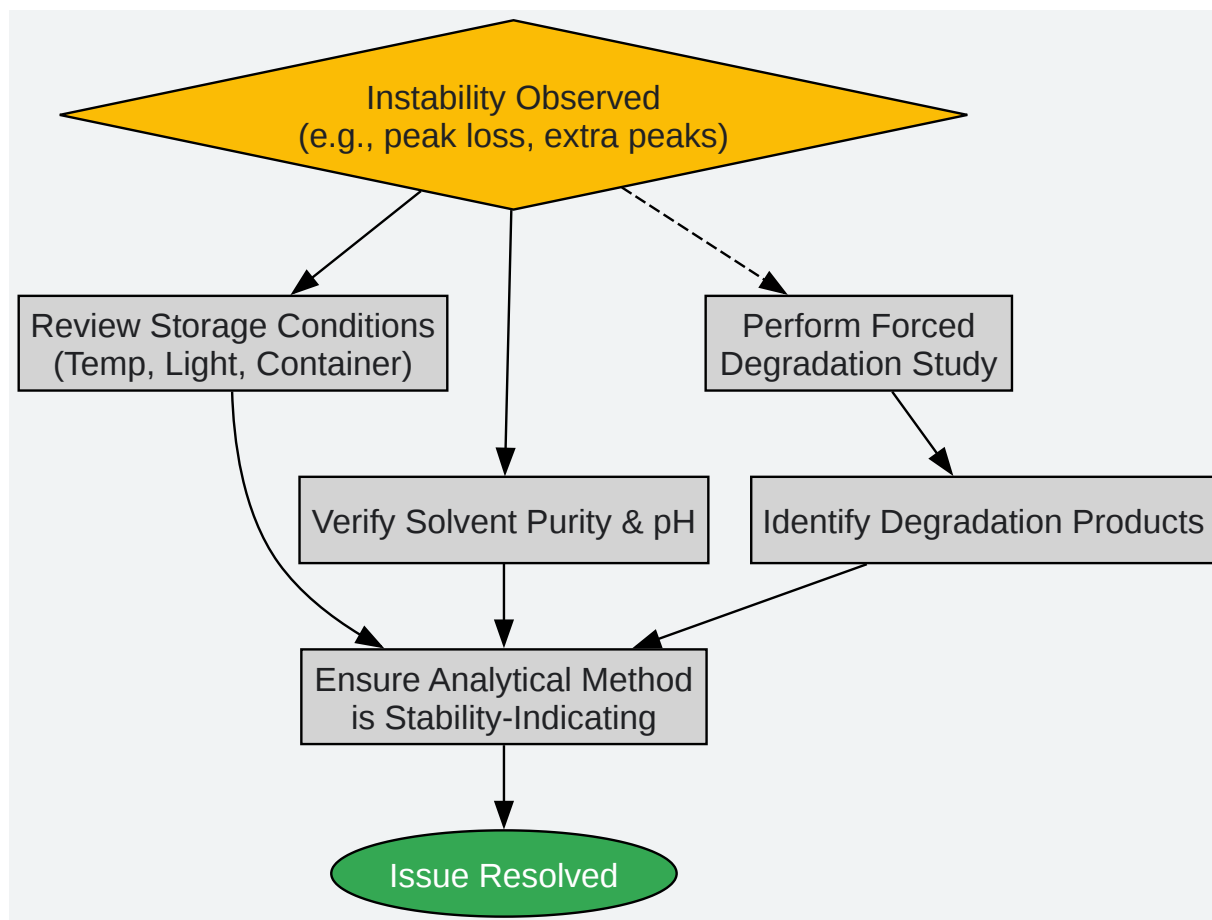 Instability Observed
(e.g., peak loss, extra peaks)
Review Storage Conditions
(Temp, Light, Container)
Perform Forced
Degradation Study
Verify Solvent Purity & pH
Identify Degradation Products
Ensure Analytical Method
is Stability-Indicating
Issue Resolved